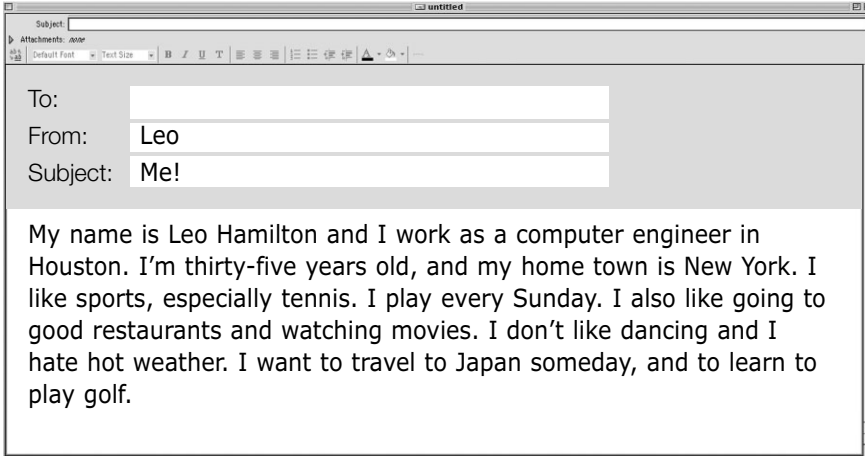 untitled
Subject:
Attachments: none
Default Font Text Size B I U T A
To:
From: Leo
Subject: Me!
My name is Leo Hamilton and I work as a computer engineer in
Houston. I’m thirty-five years old, and my home town is New York. I
like sports, especially tennis. I play every Sunday. I also like going to
good restaurants and watching movies. I don’t like dancing and I
hate hot weather. I want to travel to Japan someday, and to learn to
play golf.